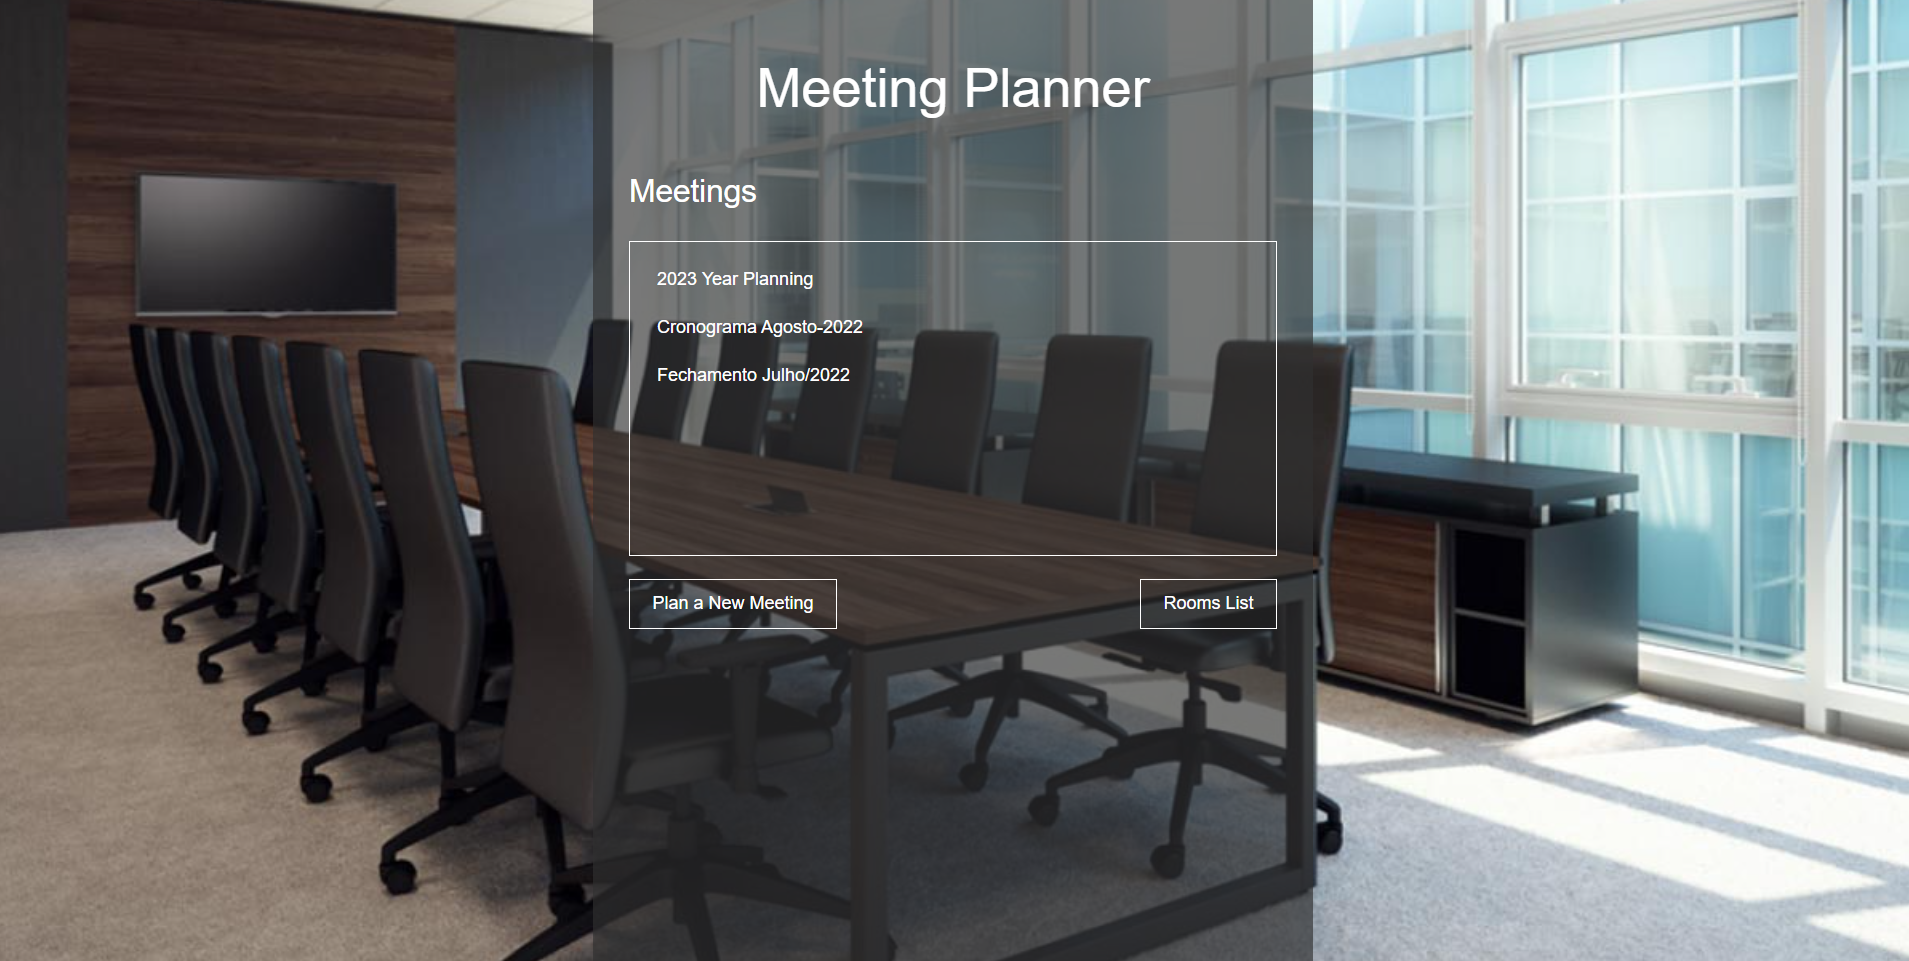 Meeting Planner
Meetings
2023 Year Planning
Cronograma Agosto-2022
Fechamento Julho/2022
Plan a New Meeting
Rooms List